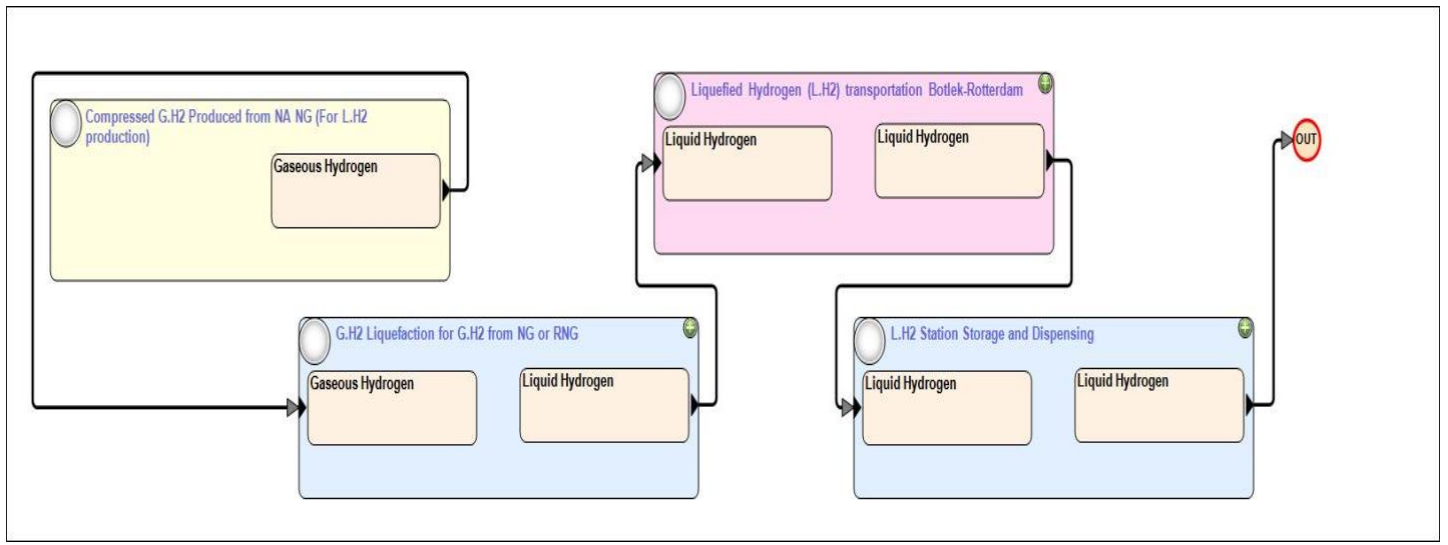 Compressed G.H2 Produced from NA NG (For L.H2
production)
Gaseous Hydrogen
G.H2 Liquefaction for G.H2 from NG or RNG
Gaseous Hydrogen
Liquid Hydrogen
Liquefied Hydrogen (L.H2) transportation Botlek-Rotterdam
Liquid Hydrogen
Liquid Hydrogen
L.H2 Station Storage and Dispensing
Liquid Hydrogen
Liquid Hydrogen
OUT